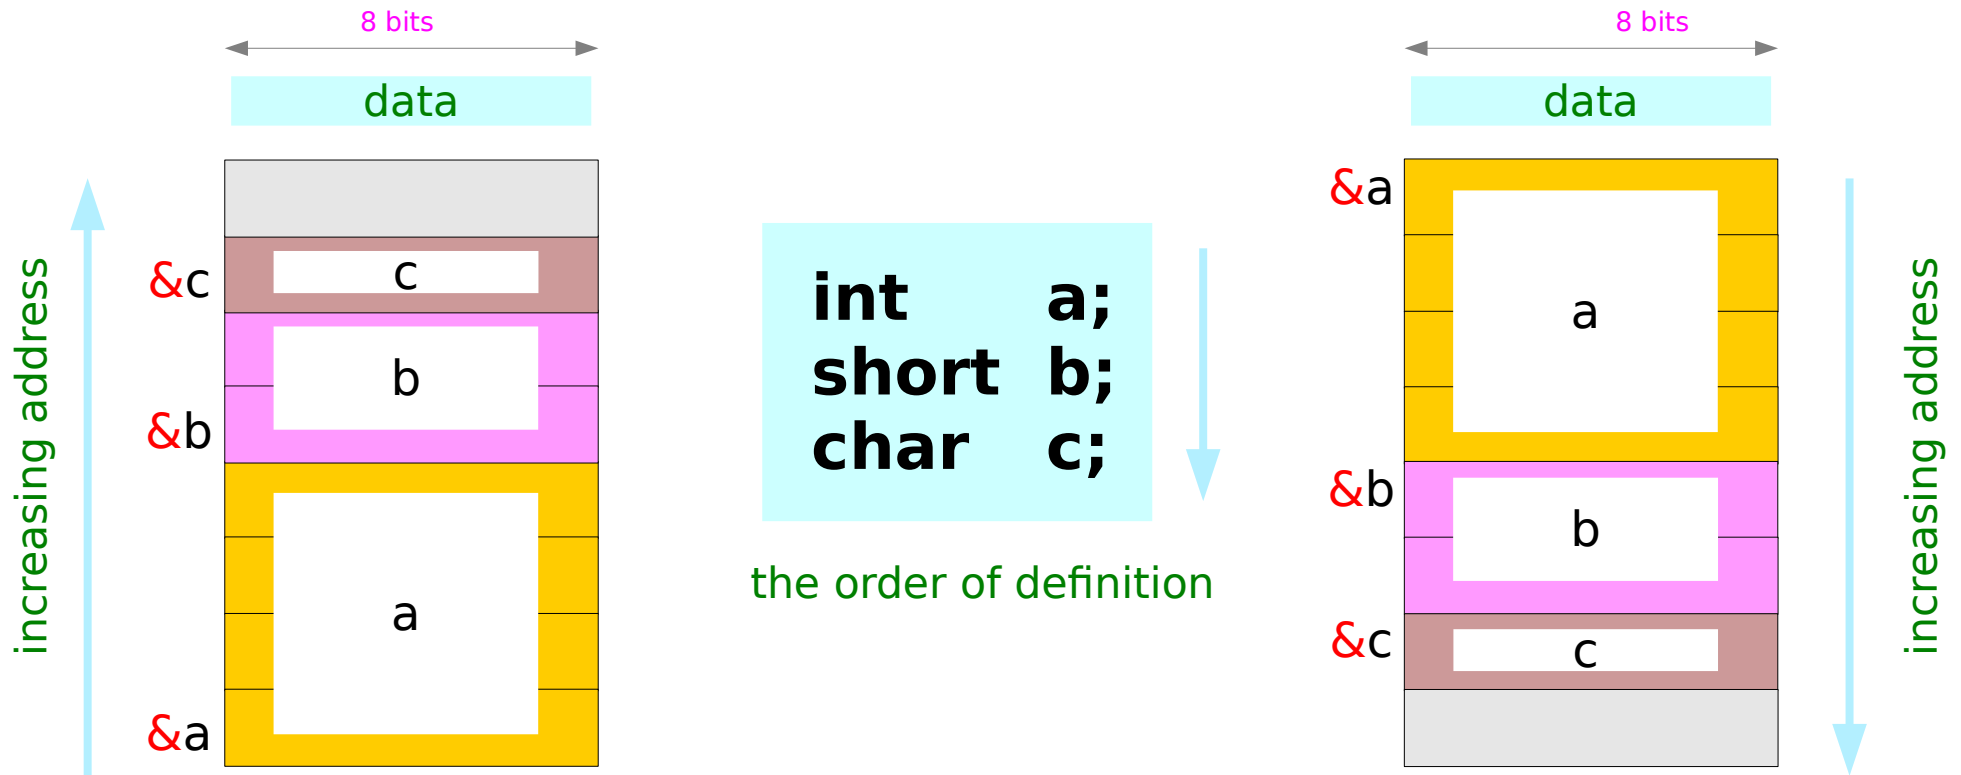 8 bits
data
increasing address
&c
c
b
&b
a
&a
int a;
short b;
char c;
the order of definition
8 bits
data
&a
a
&b
b
&c
c
increasing address